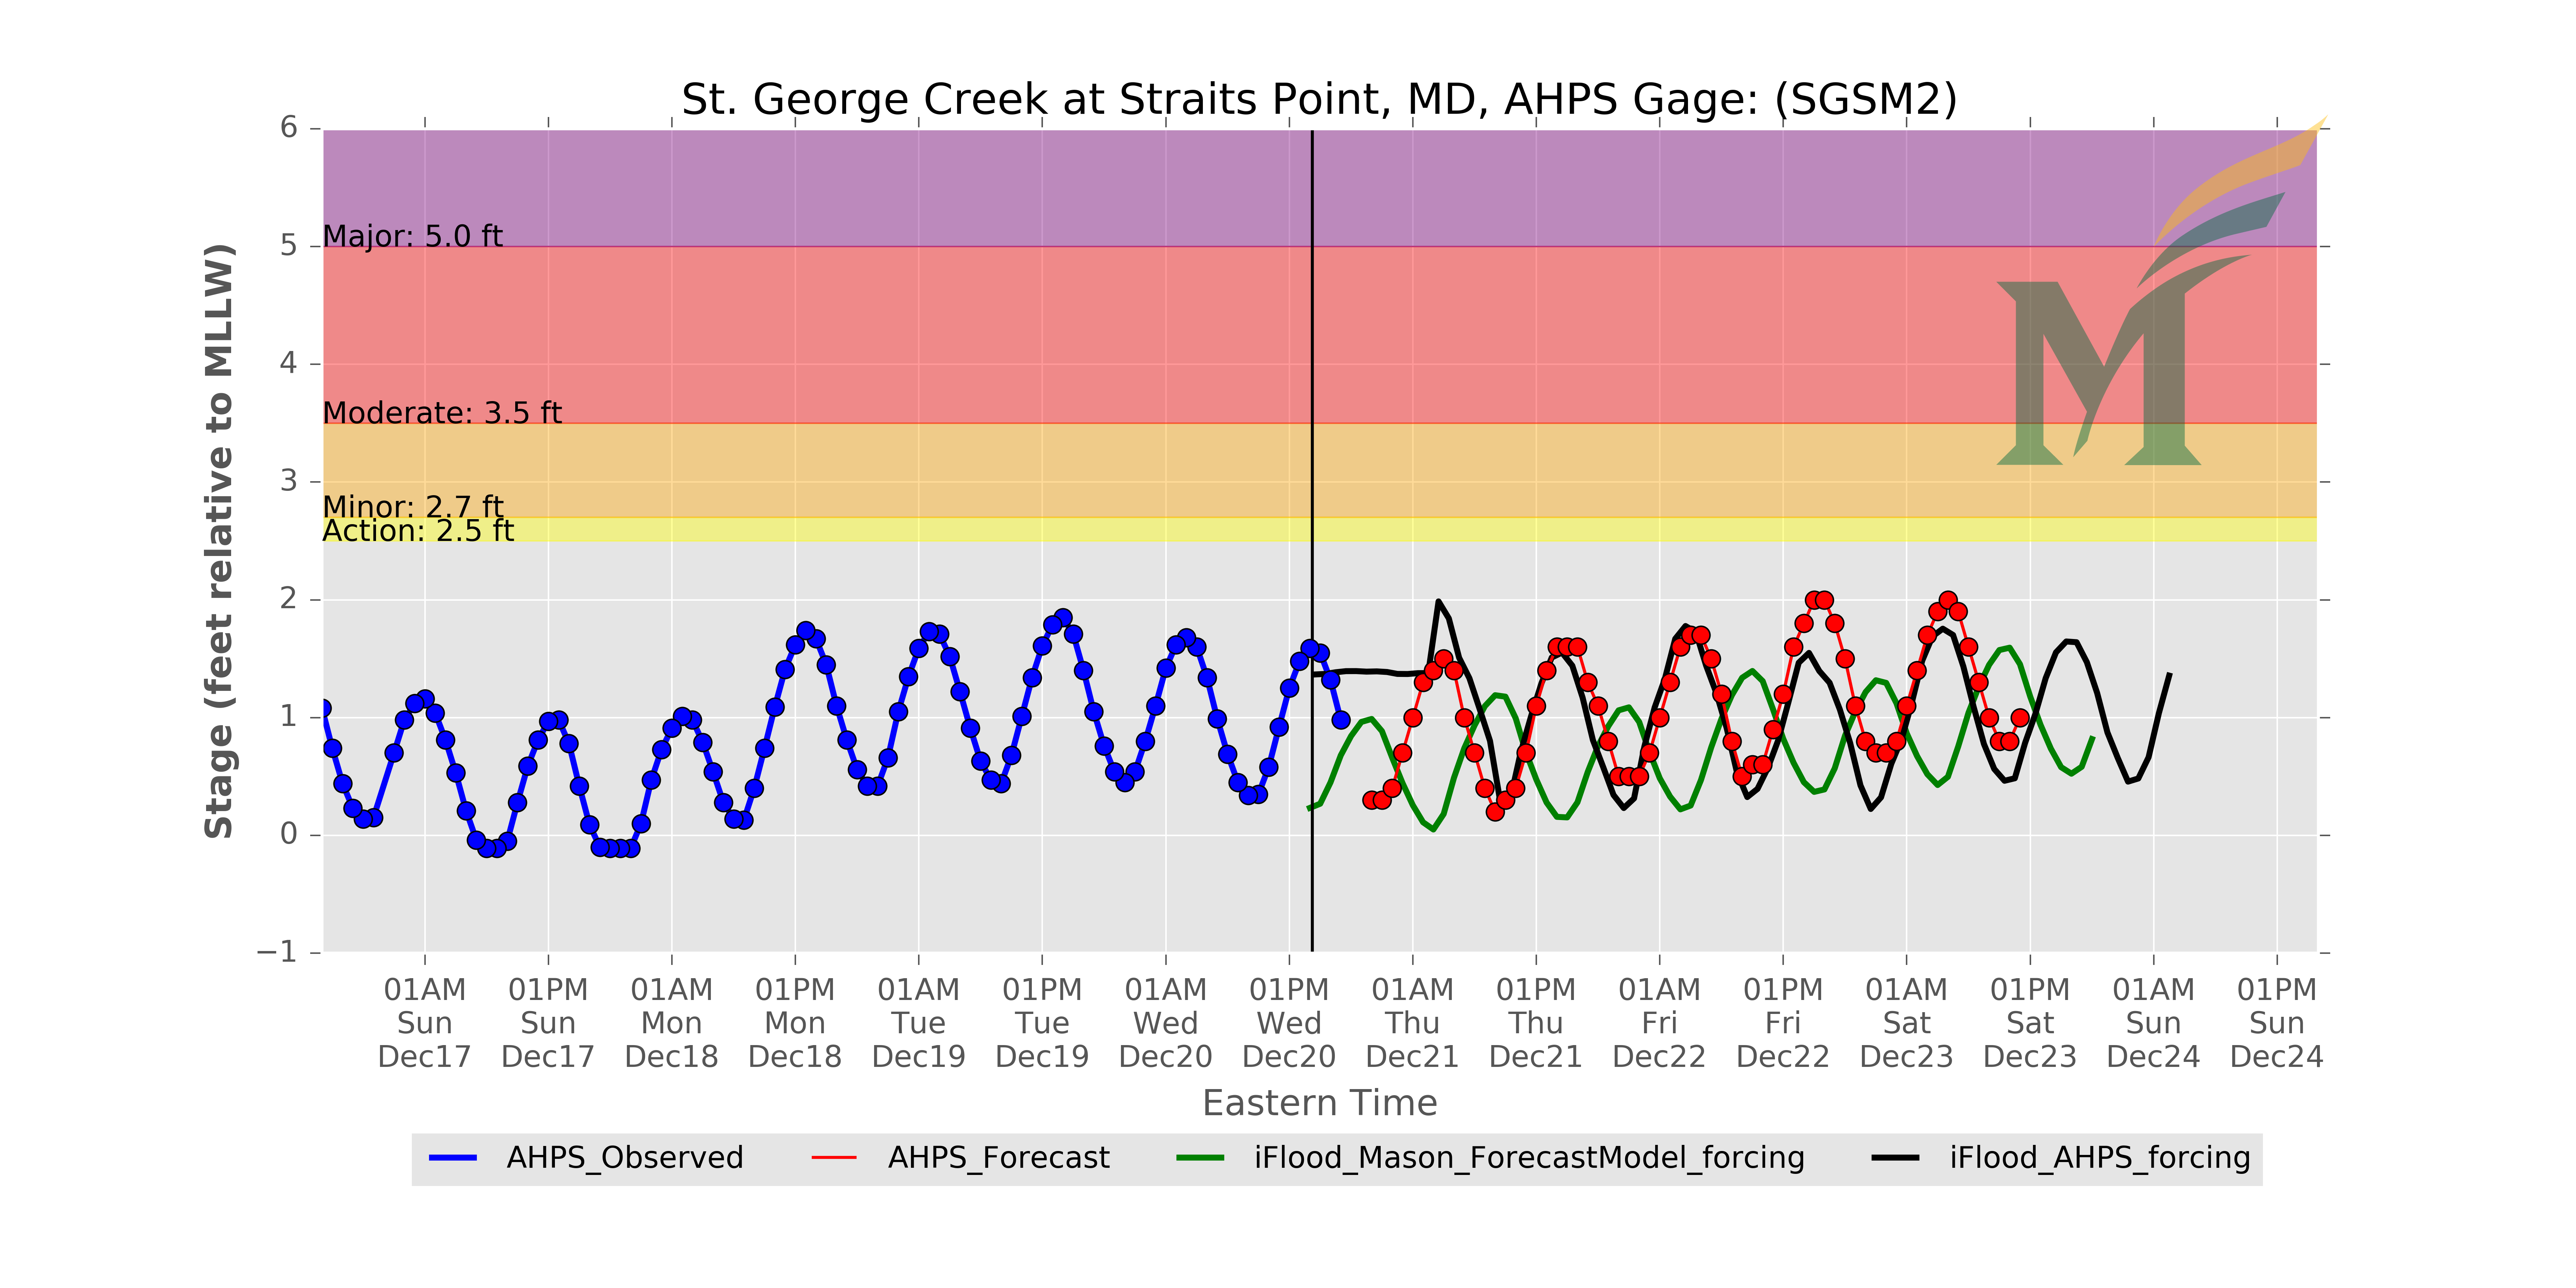 St. George Creek at Straits Point, MD, AHPS Gage: (SGSM2)
Stage (feet relative to MLLW)
6
5
4
3
2
1
0
−1
Major: 5.0 ft
Moderate: 3.5 ft
Minor: 2.7 ft
Action: 2.5 ft
M
01AM 01PM 01AM 01PM 01AM 01PM 01AM 01PM 01AM 01PM 01AM 01PM 01AM 01PM 01AM 01PM
Sun Sun Mon Mon Tue Tue Wed Wed Thu Thu Fri Fri Sat Sat Sun Sun
Dec17 Dec17 Dec18 Dec18 Dec19 Dec19 Dec20 Dec20 Dec21 Dec21 Dec22 Dec22 Dec23 Dec23 Dec24 Dec24
Eastern Time
AHPS_Observed AHPS_Forecast iFlood_Mason_ForecastModel_forcing iFlood_AHPS_forcing